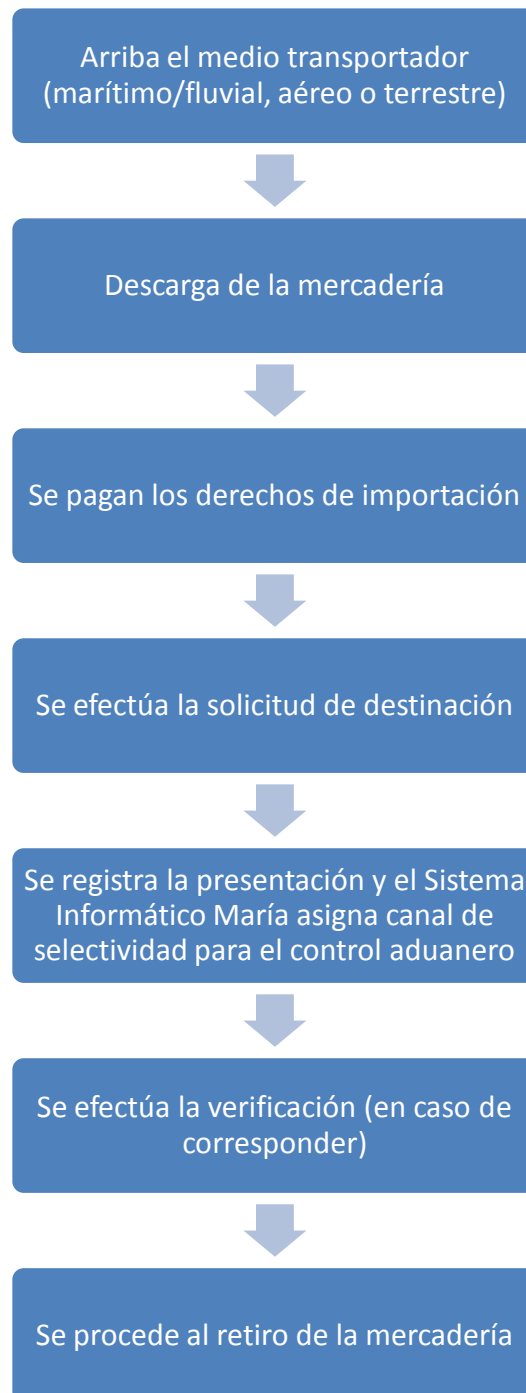 Arriba el medio transportador
(marítimo/fluvial, aéreo o terrestre)
Descarga de la mercadería
Se pagan los derechos de importación
Se efectúa la solicitud de destinación
Se registra la presentación y el Sistema
Informático María asigna canal de
selectividad para el control aduanero
Se efectúa la verificación (en caso de
corresponder)
Se procede al retiro de la mercadería